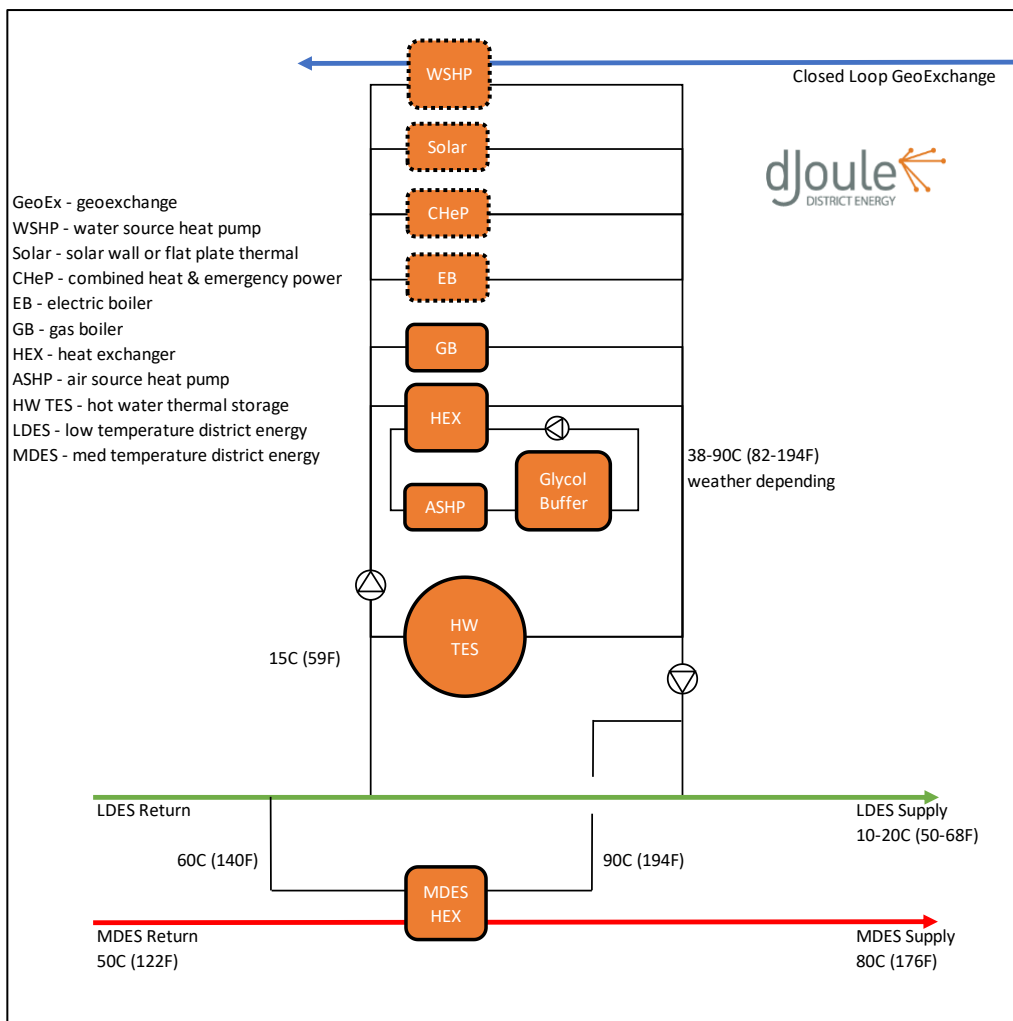 WSHP
Closed Loop GeoExchange
Solar
dJoule
DISTRICT ENERGY
GeoEx - geoexchange
WSHP - water source heat pump
Solar - solar wall or flat plate thermal
CHeP - combined heat & emergency power
EB - electric boiler
GB - gas boiler
HEX - heat exchanger
ASHP - air source heat pump
HW TES - hot water thermal storage
LDES - low temperature district energy
MDES - med temperature district energy
CHeP
EB
GB
HEX
38-90C (82-194F)
weather depending
Glycol
Buffer
ASHP
HW
TES
15C (59F)
LDES Return
LDES Supply
10-20C (50-68F)
60C (140F)
90C (194F)
MDES
HEX
MDES Return
50C (122F)
MDES Supply
80C (176F)